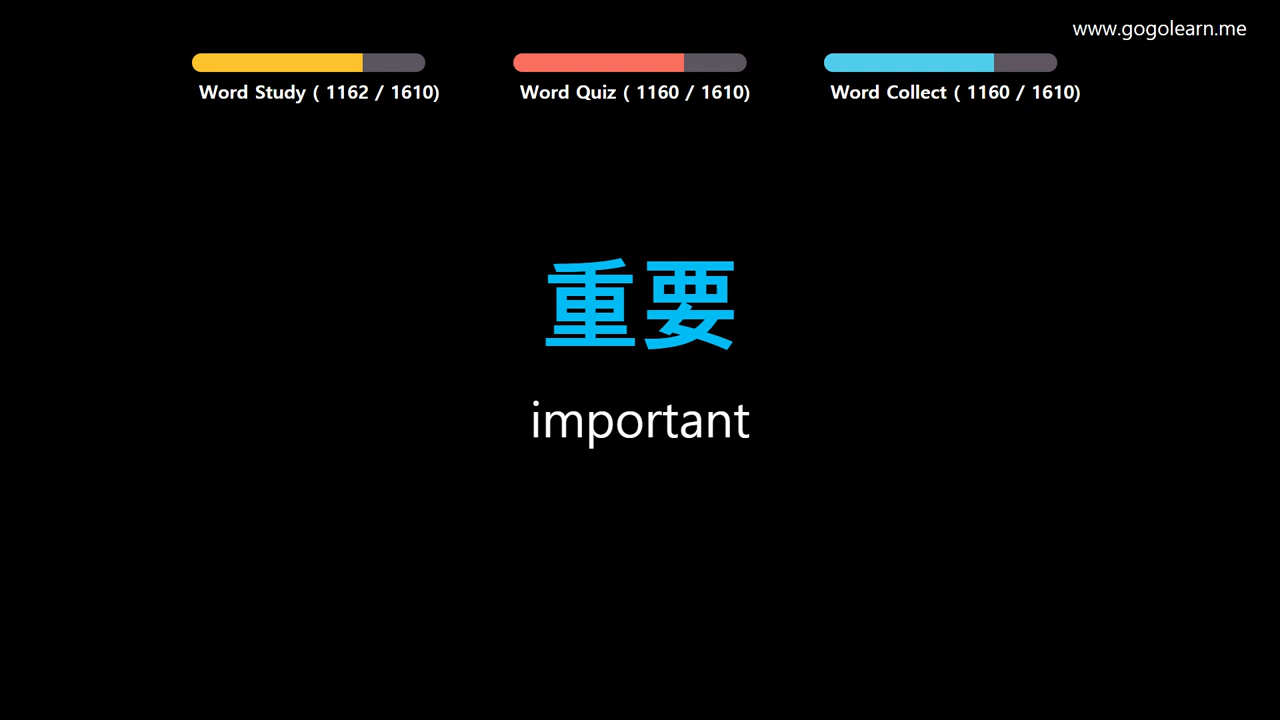 www.gogolearn.me
Word Study ( 1162 / 1610)
Word Quiz ( 1160 / 1610)
Word Collect ( 1160 / 1610)
重要
important